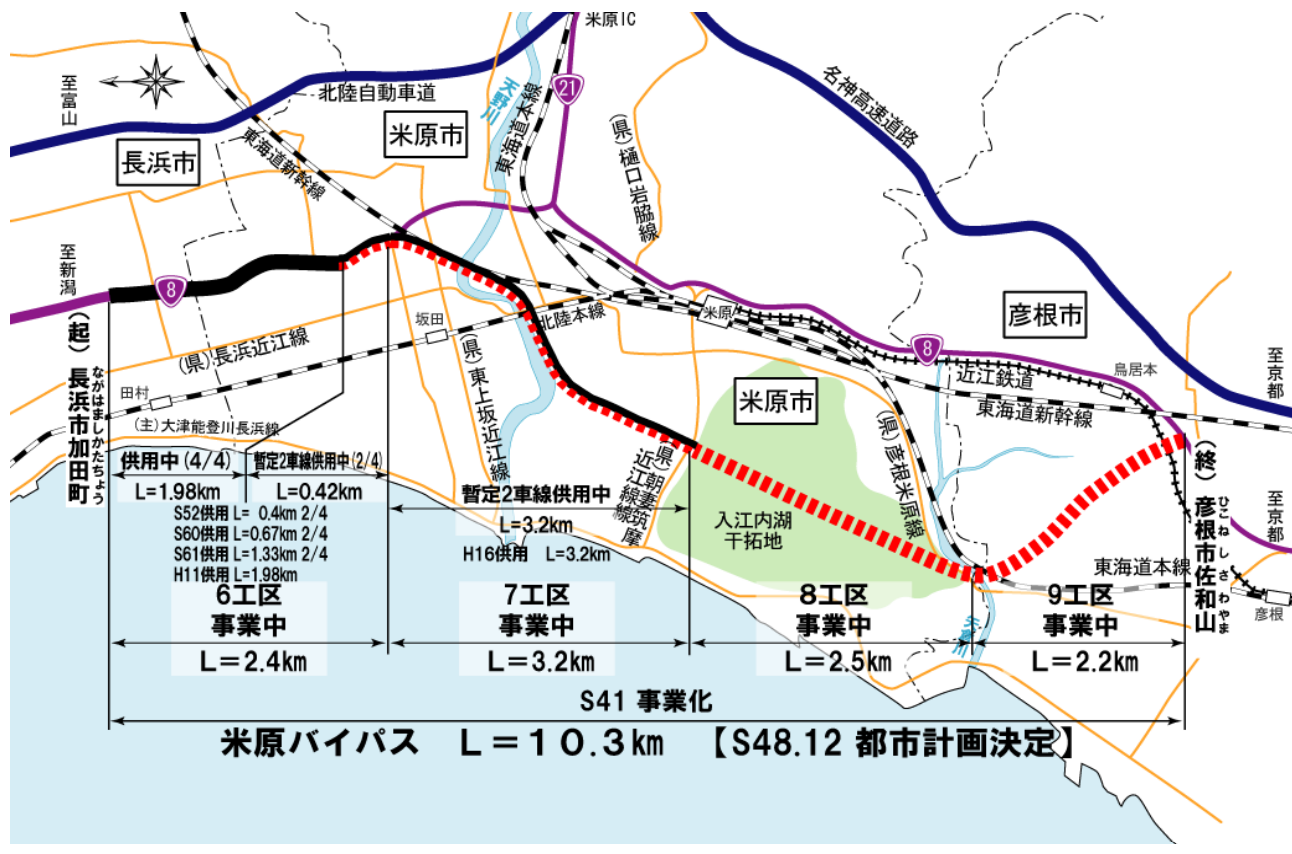 米原IC
至富山
北陸自動車道
天野川
東海道本線
21
名神高速道路
長浜市
米原市
東海道新幹線
(県)樋口岩脇線
至新潟
8
彦根市
(起)長浜市加田町
ながはましかたちょう
(県)長浜近江線
坂田
北陸本線
米原
8
近江鉄道
鳥居本
至京都
田村
(主)大津能登川長浜線
(県)東上坂近江線
米原市
東海道新幹線
(県)彦根米原線
(県)朝妻筑摩
近江線
入江内湖
干拓地
(終)彦根市佐和山
ひこねしさわやま
至京都
東海道本線
彦根
矢倉川
供用中(4/4)
L=1.98km
暫定2車線供用中(2/4)
L=0.42km
S52供用 L= 0.4km 2/4
S60供用 L=0.67km 2/4
S61供用 L=1.33km 2/4
H11供用 L=1.98km
暫定2車線供用中
L=3.2km
H16供用 L=3.2km
6工区
事業中
L=2.4km
7工区
事業中
L=3.2km
8工区
事業中
L=2.5km
9工区
事業中
L=2.2km
S41 事業化
米原バイパス L=10.3km 【S48.12 都市計画決定】